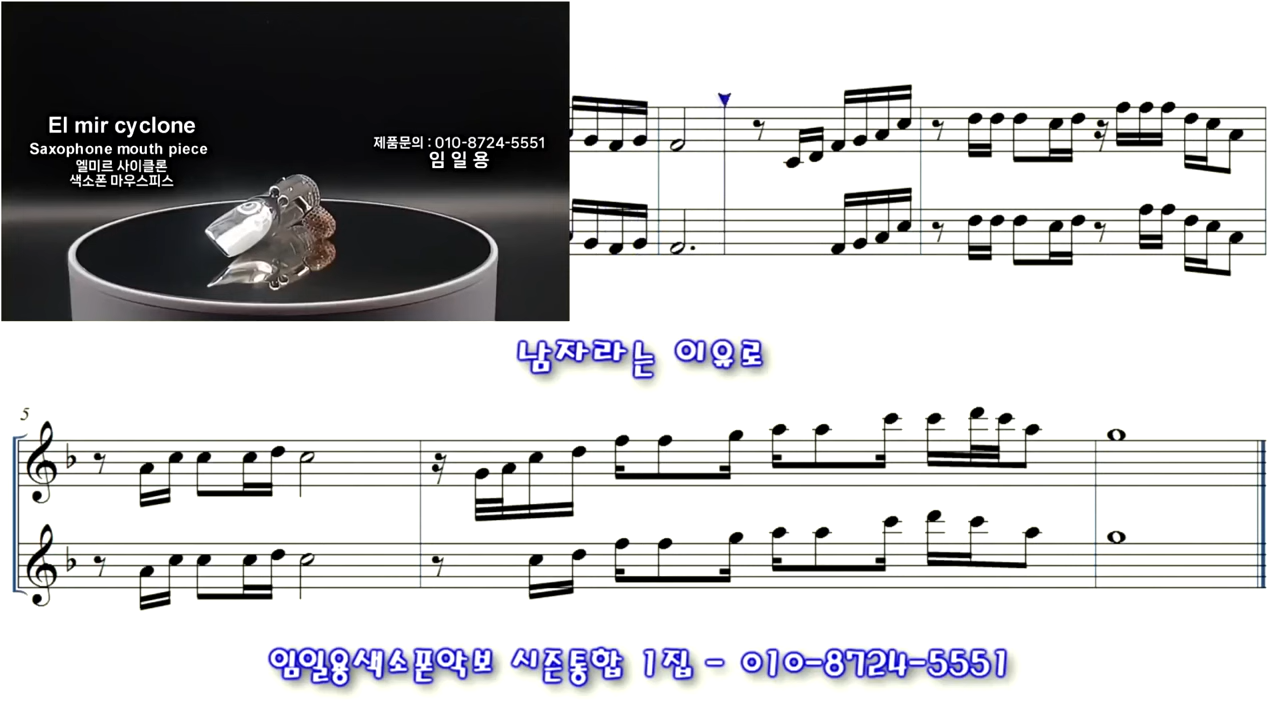 El mir cyclone
Saxophone mouth piece
엘미르 사이클론
색소폰 마우스피스
제품문의 : 010-8724-5551
임 일 용
남자라는 이유로
5
임일용색소폰악보 시즌통합 1집 - 010-8724-5551